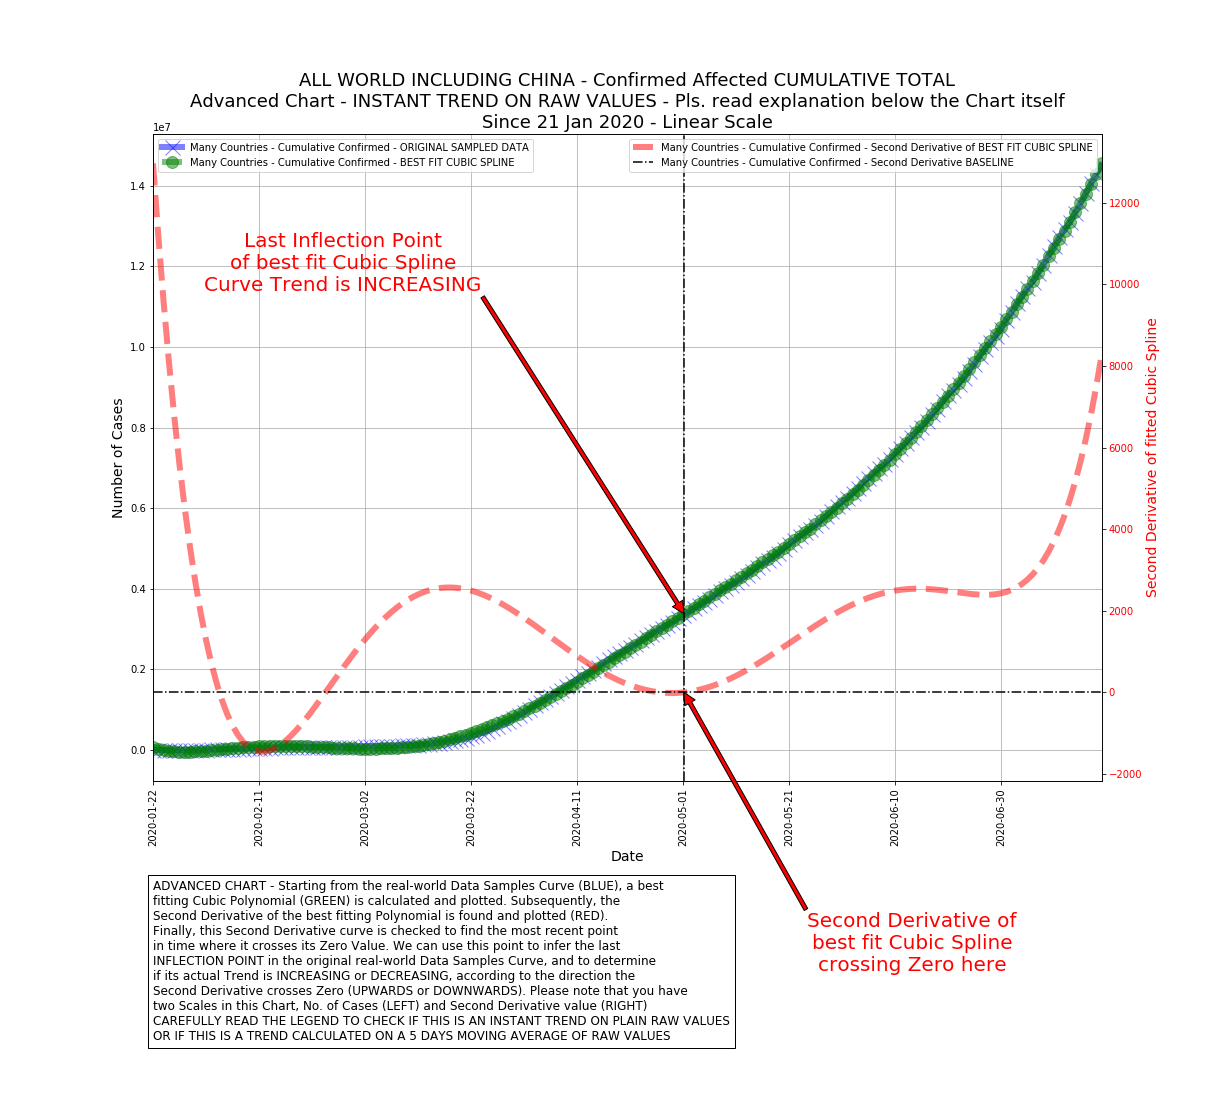 ALL WORLD INCLUDING CHINA - Confirmed Affected CUMULATIVE TOTAL
Advanced Chart - INSTANT TREND ON RAW VALUES - Pls. read explanation below the Chart itself
Since 21 Jan 2020 - Linear Scale
1e7
Many Countries - Cumulative Confirmed - ORIGINAL SAMPLED DATA
Many Countries - Cumulative Confirmed - BEST FIT CUBIC SPLINE
Many Countries - Cumulative Confirmed - Second Derivative of BEST FIT CUBIC SPLINE
Many Countries - Cumulative Confirmed - Second Derivative BASELINE
Last Inflection Point
of best fit Cubic Spline
Curve Trend is INCREASING
Number of Cases
1.4
1.2
1.0
0.8
0.6
0.4
0.2
0.0
12000
10000
8000
6000
4000
2000
0
−2000
Second Derivative of fitted Cubic Spline
2020-01-22
2020-02-11
2020-03-02
2020-03-22
2020-04-11
2020-05-01
2020-05-21
2020-06-10
2020-06-30
Date
Second Derivative of
best fit Cubic Spline
crossing Zero here
ADVANCED CHART - Starting from the real-world Data Samples Curve (BLUE), a best
fitting Cubic Polynomial (GREEN) is calculated and plotted. Subsequently, the
Second Derivative of the best fitting Polynomial is found and plotted (RED).
Finally, this Second Derivative curve is checked to find the most recent point
in time where it crosses its Zero Value. We can use this point to infer the last
INFLECTION POINT in the original real-world Data Samples Curve, and to determine
if its actual Trend is INCREASING or DECREASING, according to the direction the
Second Derivative crosses Zero (UPWARDS or DOWNWARDS). Please note that you have
two Scales in this Chart, No. of Cases (LEFT) and Second Derivative value (RIGHT)
CAREFULLY READ THE LEGEND TO CHECK IF THIS IS AN INSTANT TREND ON PLAIN RAW VALUES
OR IF THIS IS A TREND CALCULATED ON A 5 DAYS MOVING AVERAGE OF RAW VALUES